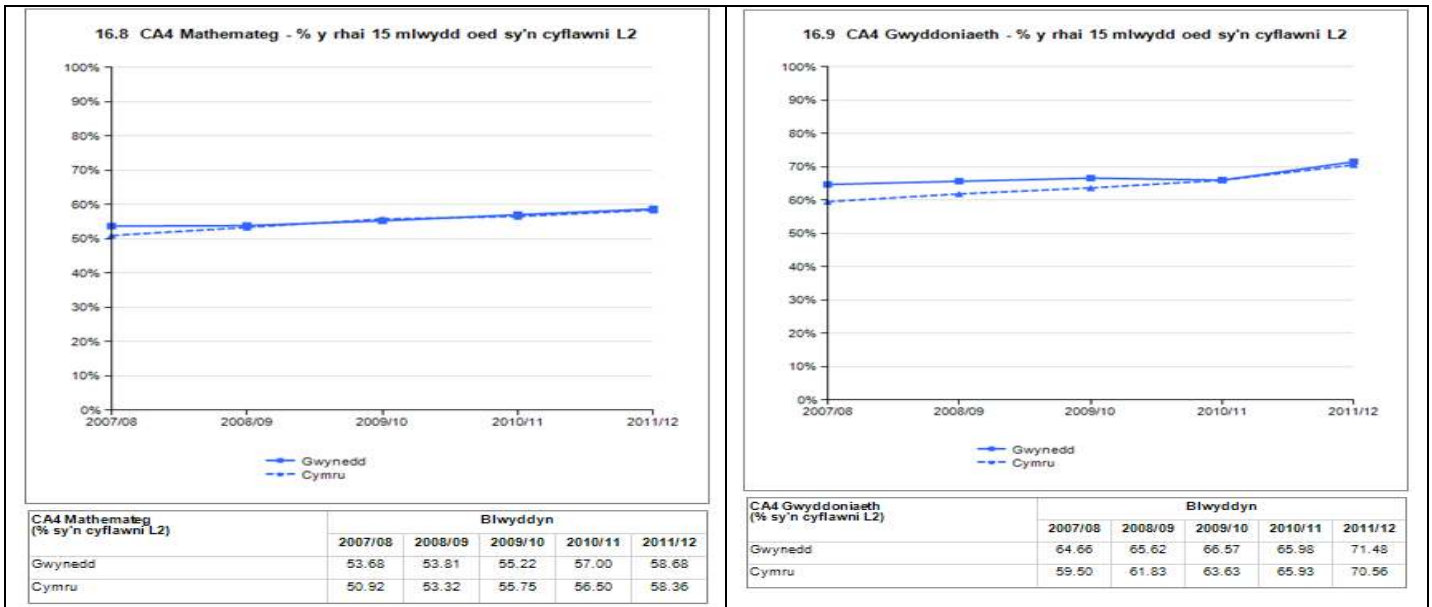 16.8 CA4 Mathemateg - % y rhai 15 mlwydd oed sy'n cyflawni L2
100%
90%
80%
70%
60%
50%
40%
30%
20%
10%
0%
2007/08 2008/09 2009/10 2010/11 2011/12
Gwynedd
Cymru
CA4 Mathemateg
(% sy'n cyflawni L2)
Blwyddyn
2007/08 2008/09 2009/10 2010/11 2011/12
Gwynedd 53.68 53.81 55.22 57.00 58.68
Cymru 50.92 53.32 55.75 56.50 58.36
16.9 CA4 Gwyddoniaeth - % y rhai 15 mlwydd oed sy'n cyflawni L2
100%
90%
80%
70%
60%
50%
40%
30%
20%
10%
0%
2007/08 2008/09 2009/10 2010/11 2011/12
Gwynedd
Cymru
CA4 Gwyddoniaeth
(% sy'n cyflawni L2)
Blwyddyn
2007/08 2008/09 2009/10 2010/11 2011/12
Gwynedd 64.66 65.62 66.57 65.98 71.48
Cymru 59.50 61.83 63.63 65.93 70.56